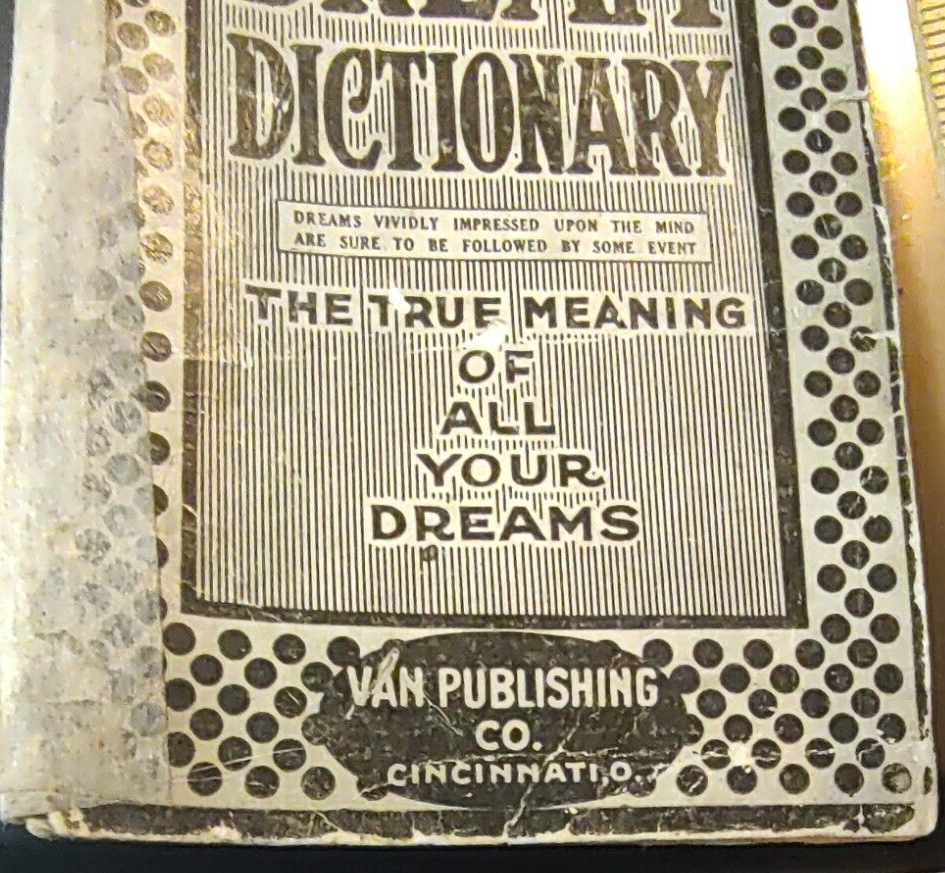 DREAM
DICTIONARY
DREAMS VIVIDLY IMPRESSED UPON THE MIND
ARE SURE TO BE FOLLOWED BY SOME EVENT
THE TRUE MEANING
OF
ALL
YOUR
DREAMS
VAN PUBLISHING
CO.
CINCINNATI,O.